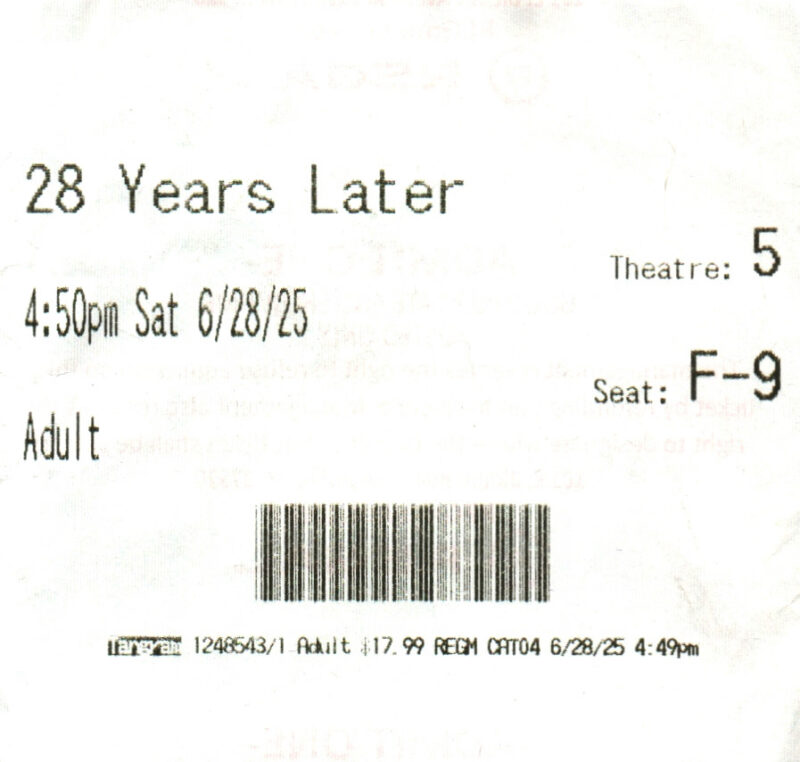 28 Years Later
Theatre: 5
4:50pm Sat 6/28/25
Seat: F-9
Adult
Tangram 1248543/1 Adult $17.99 REGM CAT04 6/28/25 4:49pm